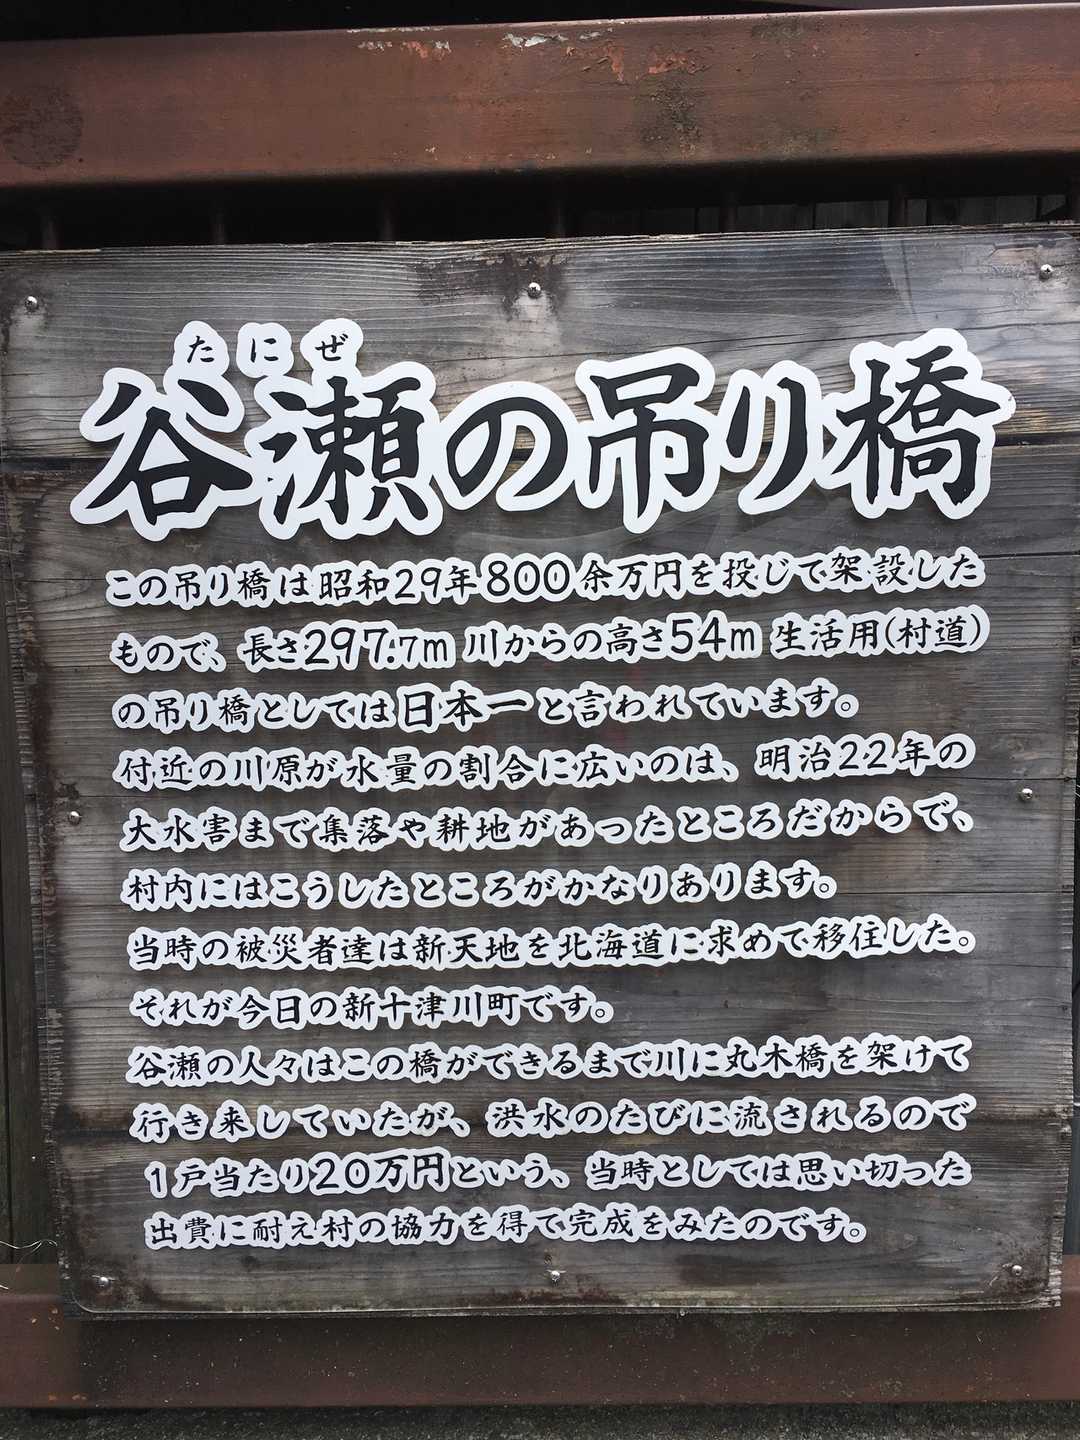 たにぜ
谷瀬の吊り橋
この吊り橋は昭和29年800余万円を投じて架設した
もので、長さ297.7m 川からの高さ54m 生活用(村道)
の吊り橋としては日本一と言われています。
付近の川原が水量の割合に広いのは、明治22年の
大水害まで集落や耕地があったところだからで、
村内にはこうしたところがかなりあります。
当時の被災者達は新天地を北海道に求めて移住した。
それが今日の新十津川町です。
谷瀬の人々はこの橋ができるまで川に丸木橋を架けて
行き来していたが、洪水のたびに流されるので
1戸当たり20万円という、当時としては思い切った
出費に耐え村の協力を得て完成をみたのです。